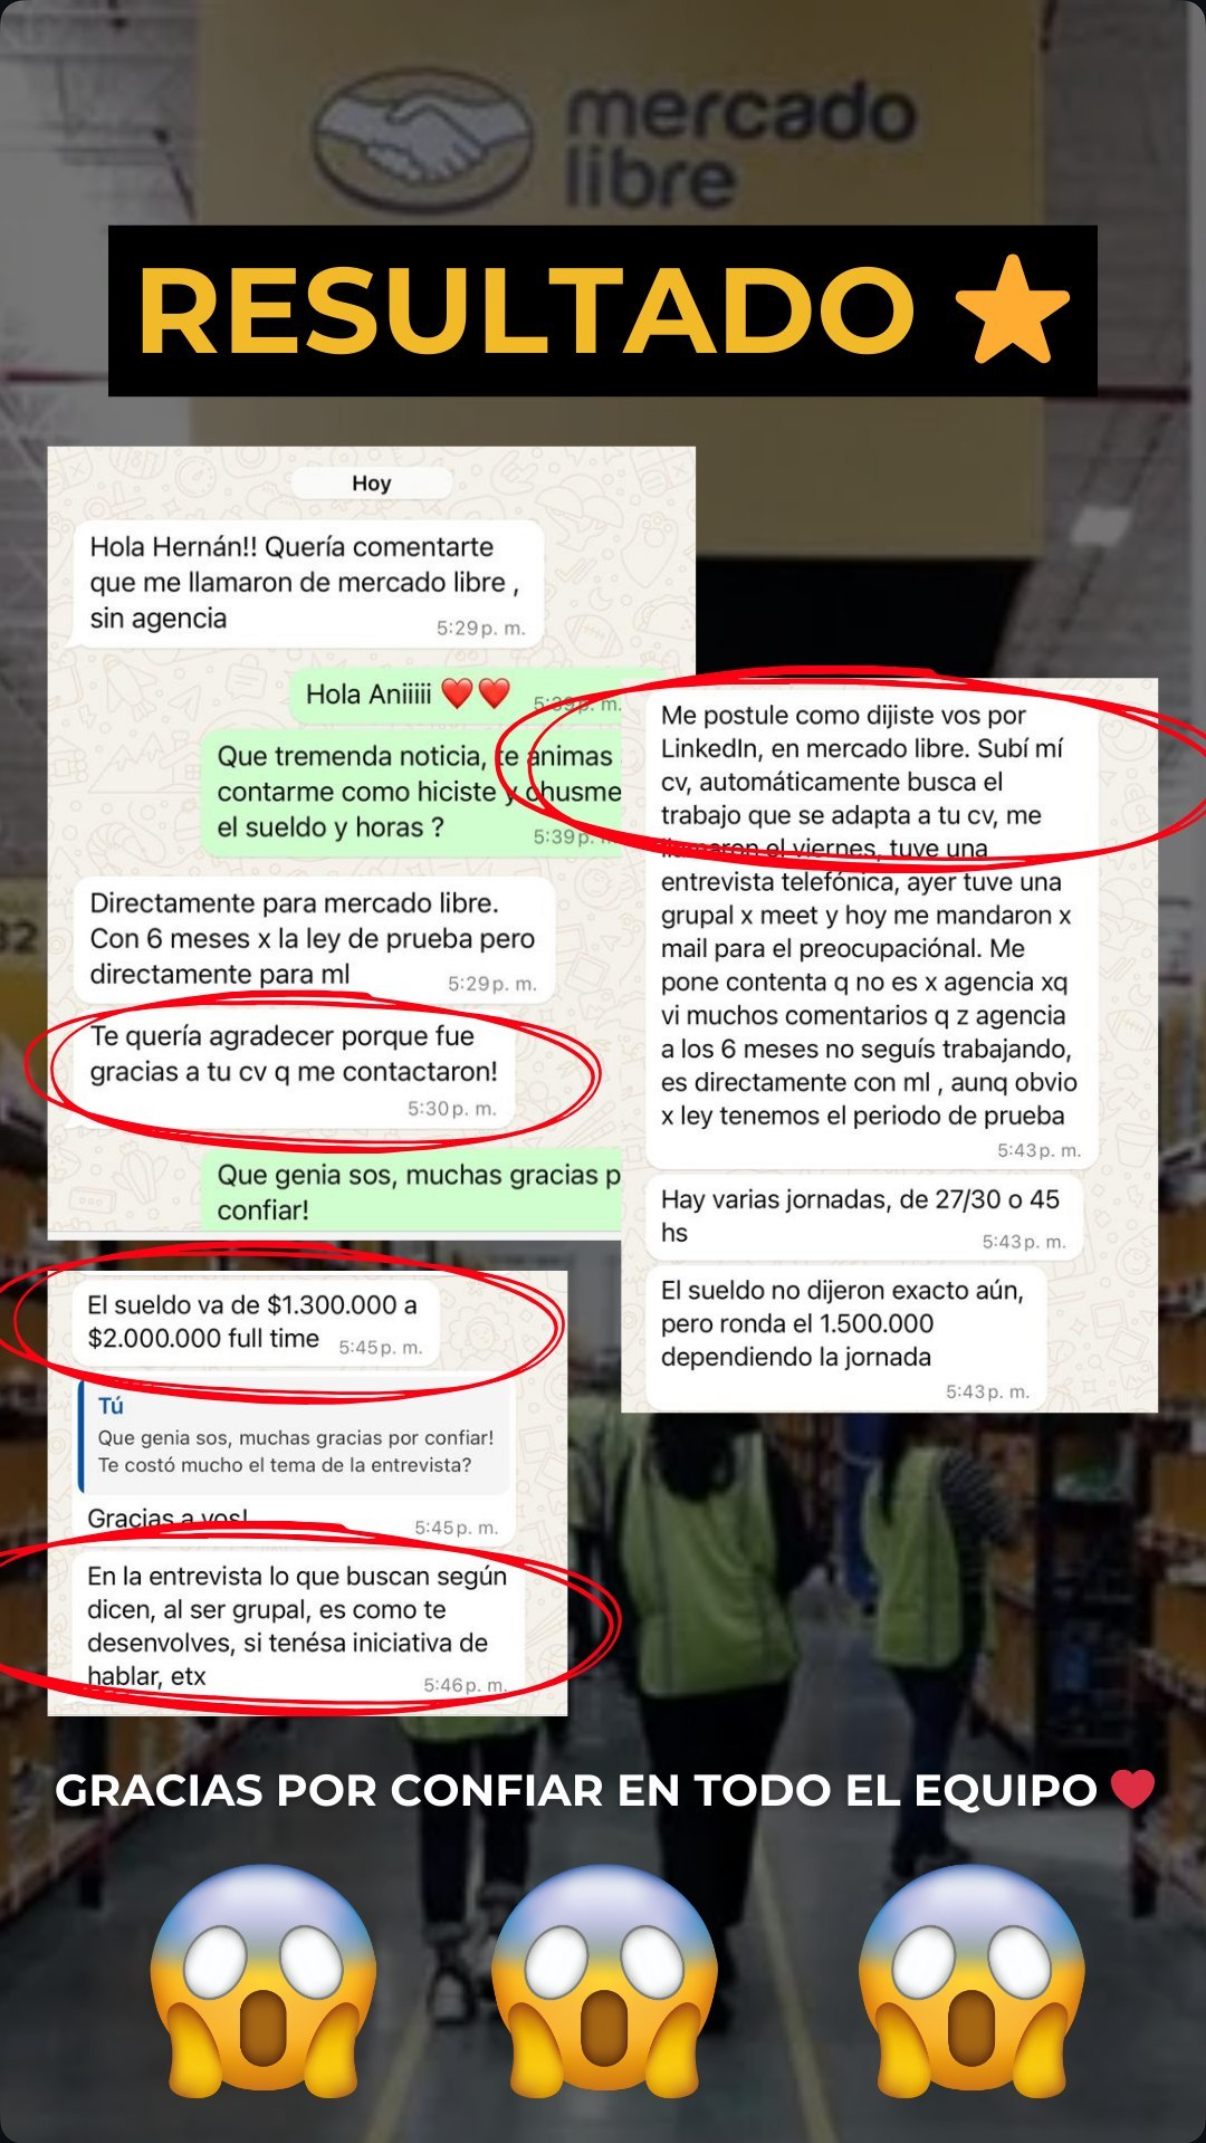 mercado
libre
RESULTADO ⭐
Hoy
Hola Hernán!! Quería comentarte
que me llamaron de mercado libre ,
sin agencia
5:29 p. m.
Hola Aniiiii ❤️❤️
5:39 p. m.
Que tremenda noticia, te animas
contarme como hiciste y chusme
el sueldo y horas ?
5:39 p.
Directamente para mercado libre.
Con 6 meses x la ley de prueba pero
directamente para ml
5:29 p. m.
Te quería agradecer porque fue
gracias a tu cv q me contactaron!
5:30 p. m.
Que genia sos, muchas gracias p
confiar!
Me postule como dijiste vos por
LinkedIn, en mercado libre. Subí mí
cv, automáticamente busca el
trabajo que se adapta a tu cv, me
llamaron el viernes, tuve una
entrevista telefónica, ayer tuve una
grupal x meet y hoy me mandaron x
mail para el preocupaciónal. Me
pone contenta q no es x agencia xq
vi muchos comentarios q z agencia
a los 6 meses no seguís trabajando,
es directamente con ml , aunq obvio
x ley tenemos el periodo de prueba
5:43 p. m.
Hay varias jornadas, de 27/30 o 45
hs
5:43 p. m.
El sueldo no dijeron exacto aún,
pero ronda el 1.500.000
dependiendo la jornada
5:43 p. m.
El sueldo va de $1.300.000 a
$2.000.000 full time
5:45 p. m.
Tú
Que genia sos, muchas gracias por confiar!
Te costó mucho el tema de la entrevista?
Gracias a vos!
5:45 p. m.
En la entrevista lo que buscan según
dicen, al ser grupal, es como te
desenvolves, si tenésa iniciativa de
hablar, etx
5:46 p. m.
32
GRACIAS POR CONFIAR EN TODO EL EQUIPO ❤️
😱 😱 😱